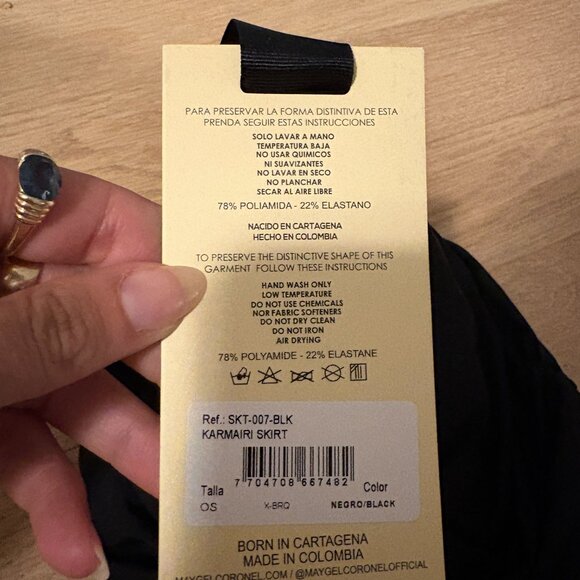 PARA PRESERVAR LA FORMA DISTINTIVA DE ESTA
PRENDA SEGUIR ESTAS INSTRUCCIONES
SOLO LAVAR A MANO
TEMPERATURA BAJA
NO USAR QUIMICOS
NI SUAVIZANTES
NO LAVAR EN SECO
NO PLANCHAR
SECAR AL AIRE LIBRE
78% POLIAMIDA - 22% ELASTANO
NACIDO EN CARTAGENA
HECHO EN COLOMBIA
TO PRESERVE THE DISTINCTIVE SHAPE OF THIS
GARMENT FOLLOW THESE INSTRUCTIONS
HAND WASH ONLY
LOW TEMPERATURE
DO NOT USE CHEMICALS
NOR FABRIC SOFTENERS
DO NOT DRY CLEAN
DO NOT IRON
AIR DRYING
78% POLYAMIDE - 22% ELASTANE
Ref.: SKT-007-BLK
KARMAIRI SKIRT
7 704708 667482
Talla Color
OS K-BRQ NEGRO/BLACK
BORN IN CARTAGENA
MADE IN COLOMBIA
MAYGELCORONEL.COM / @MAYGELCORONELOFFICIAL